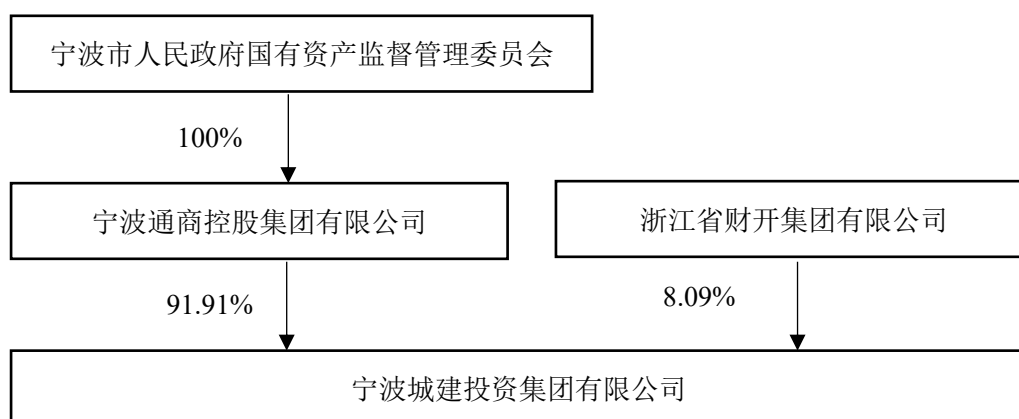 宁波市人民政府国有资产监督管理委员会
100%
宁波通商控股集团有限公司
浙江省财开集团有限公司
91.91%
8.09%
宁波城建投资集团有限公司